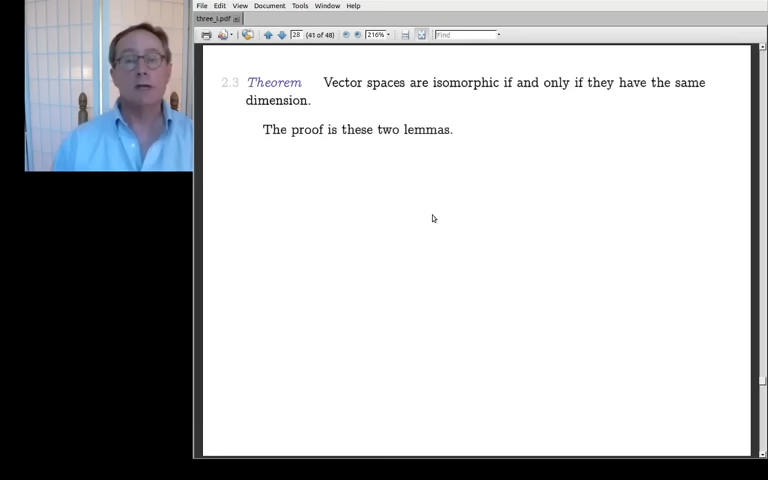 File Edit View Document Tools Window Help
three_i.pdf
28 (41 of 48) 216% Find
2.3 Theorem Vector spaces are isomorphic if and only if they have the same
dimension.
The proof is these two lemmas.